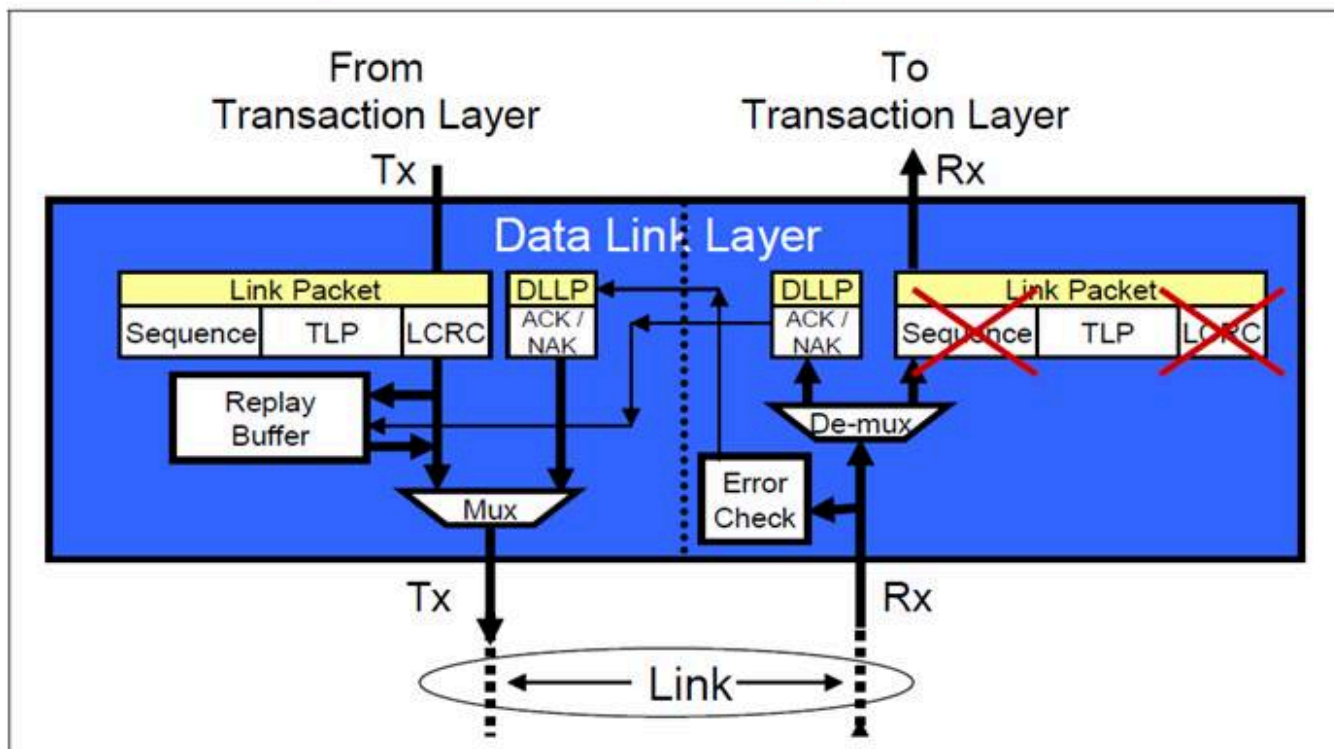 From
Transaction Layer
To
Transaction Layer
Tx
Rx
Data Link Layer
Link Packet
Sequence TLP LCRC
DLLP
ACK /
NAK
DLLP
ACK /
NAK
Link Packet
Sequence TLP LCRC
Replay
Buffer
De-mux
Error
Check
Mux
Tx
Rx
Link